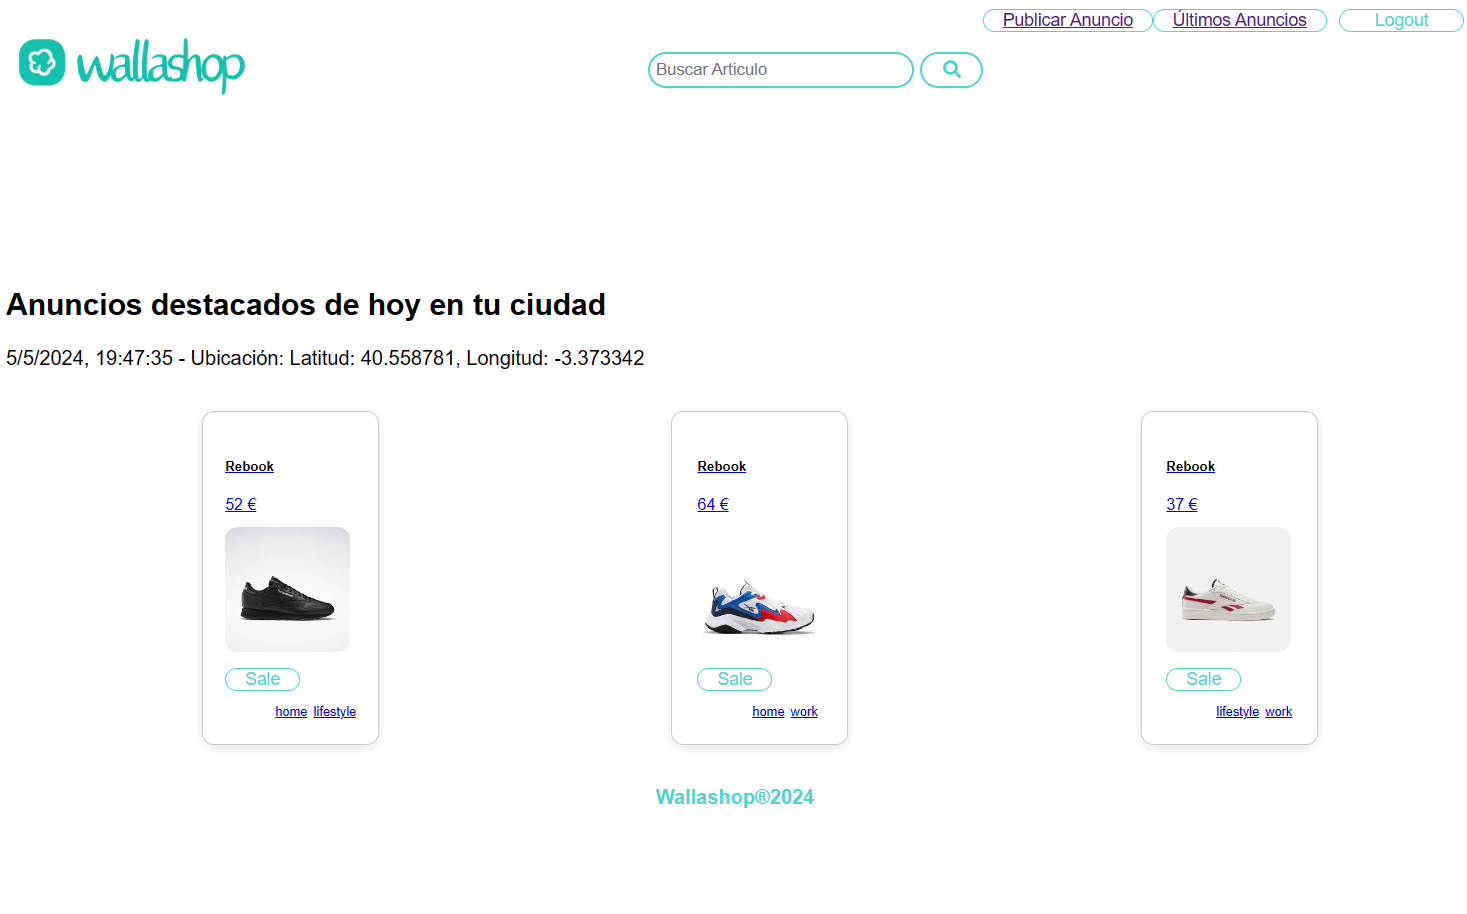 Publicar Anuncio Últimos Anuncios Logout
wallashop
Buscar Articulo
Anuncios destacados de hoy en tu ciudad
5/5/2024, 19:47:35 - Ubicación: Latitud: 40.558781, Longitud: -3.373342
Rebook
52 €
Sale
home lifestyle
Rebook
64 €
Sale
home work
Rebook
37 €
Sale
lifestyle work
Wallashop®2024